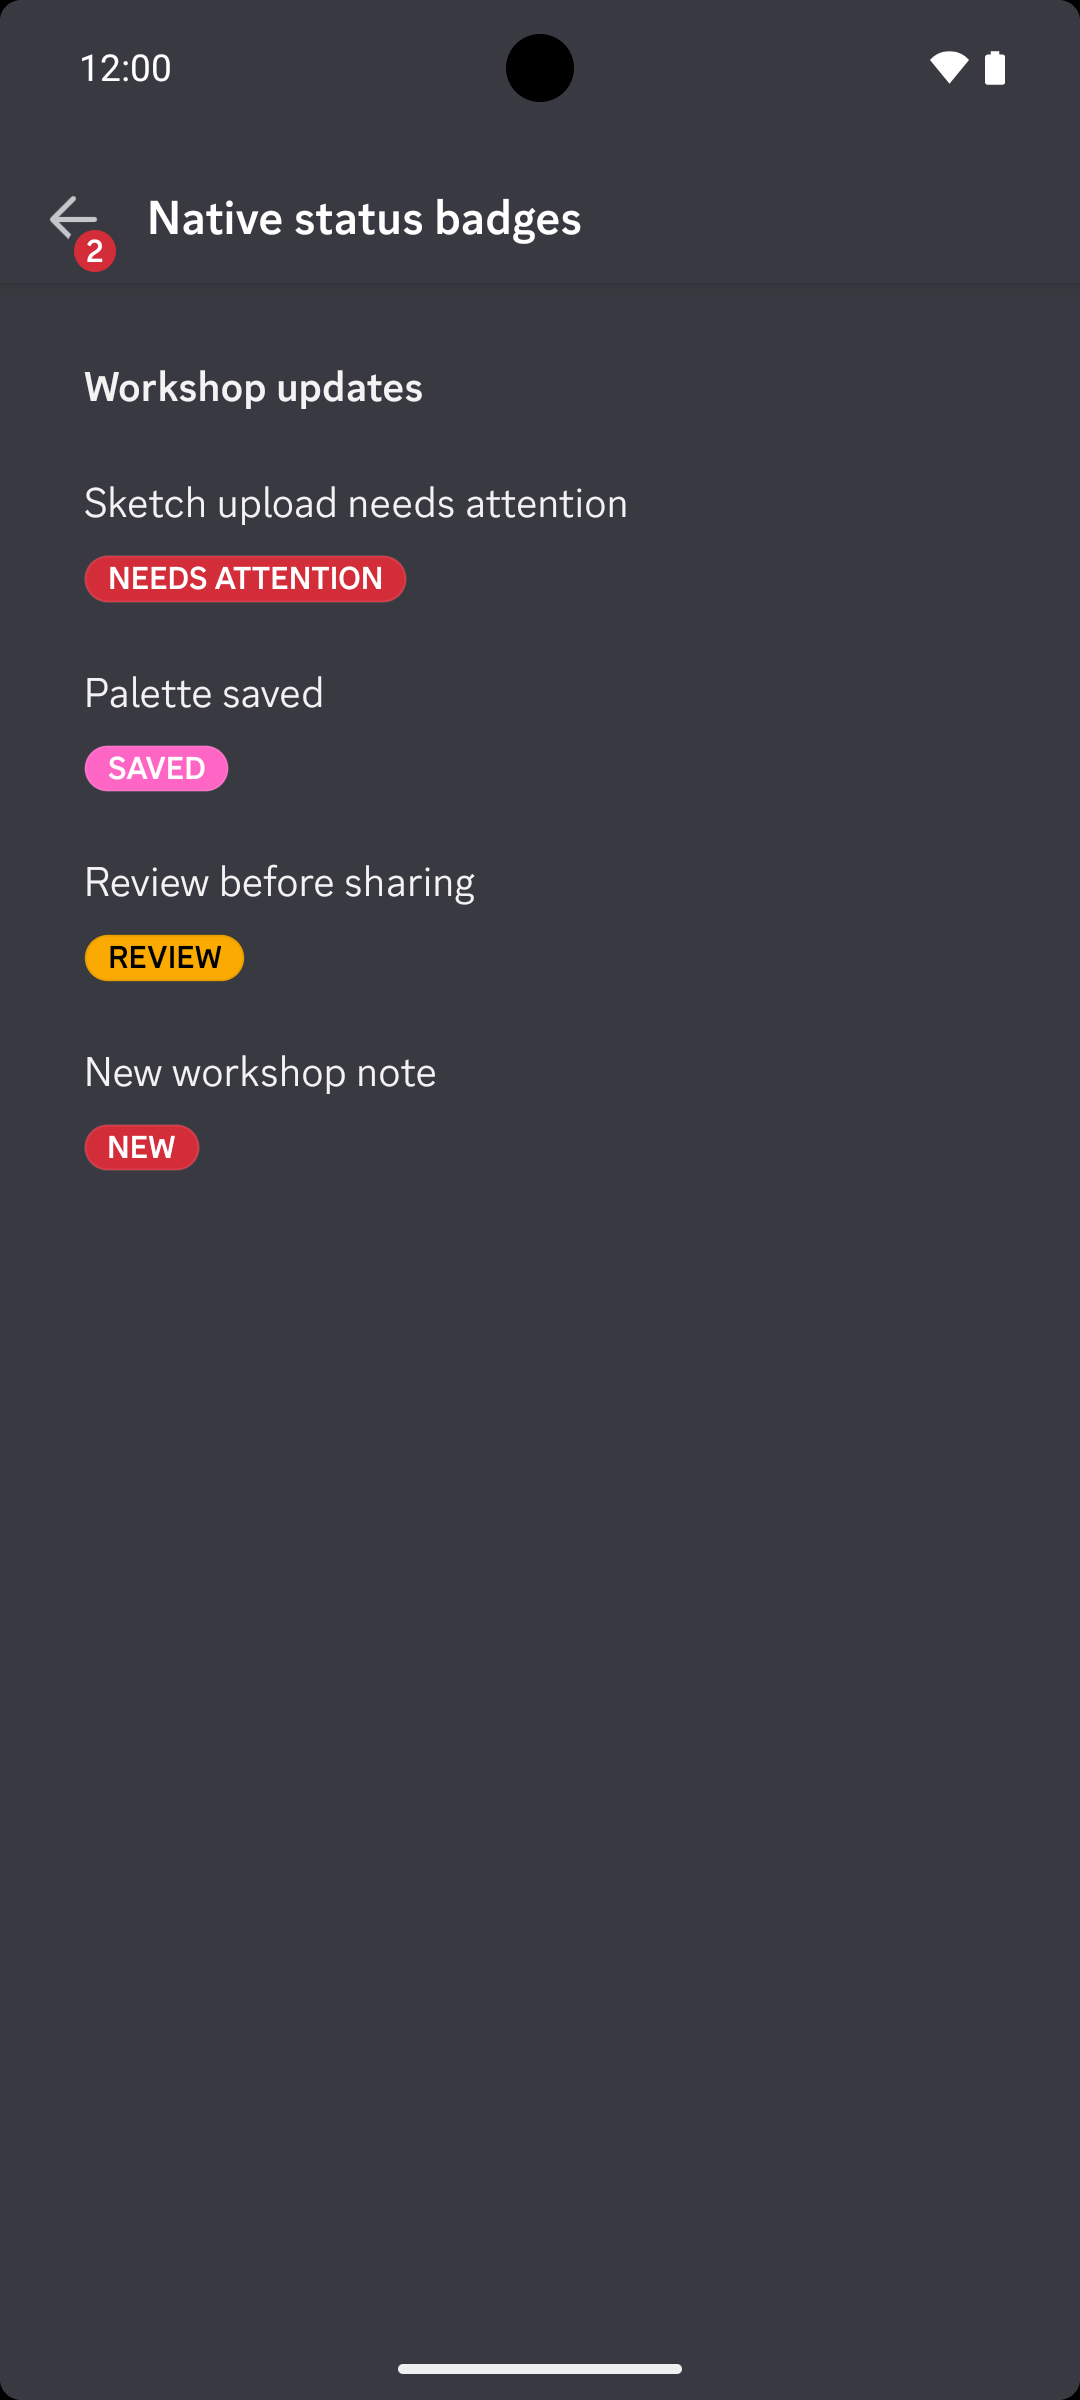 12:00
Native status badges
2
Workshop updates
Sketch upload needs attention
NEEDS ATTENTION
Palette saved
SAVED
Review before sharing
REVIEW
New workshop note
NEW